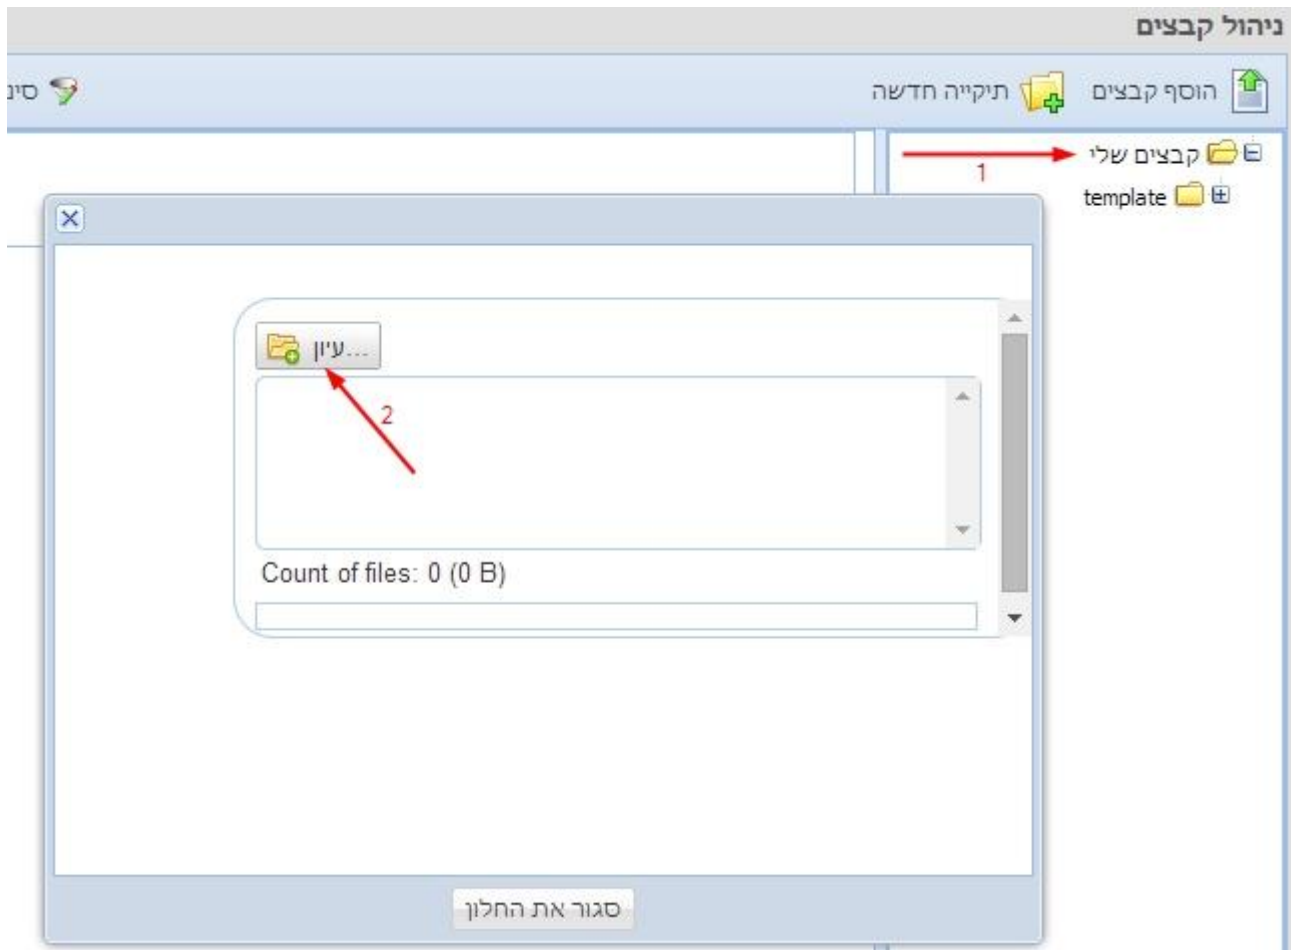 ניהול קבצים
הוסף קבצים תיקייה חדשה
קבצים שלי
1
template
עיון...
2
Count of files: 0 (0 B)
סגור את החלון